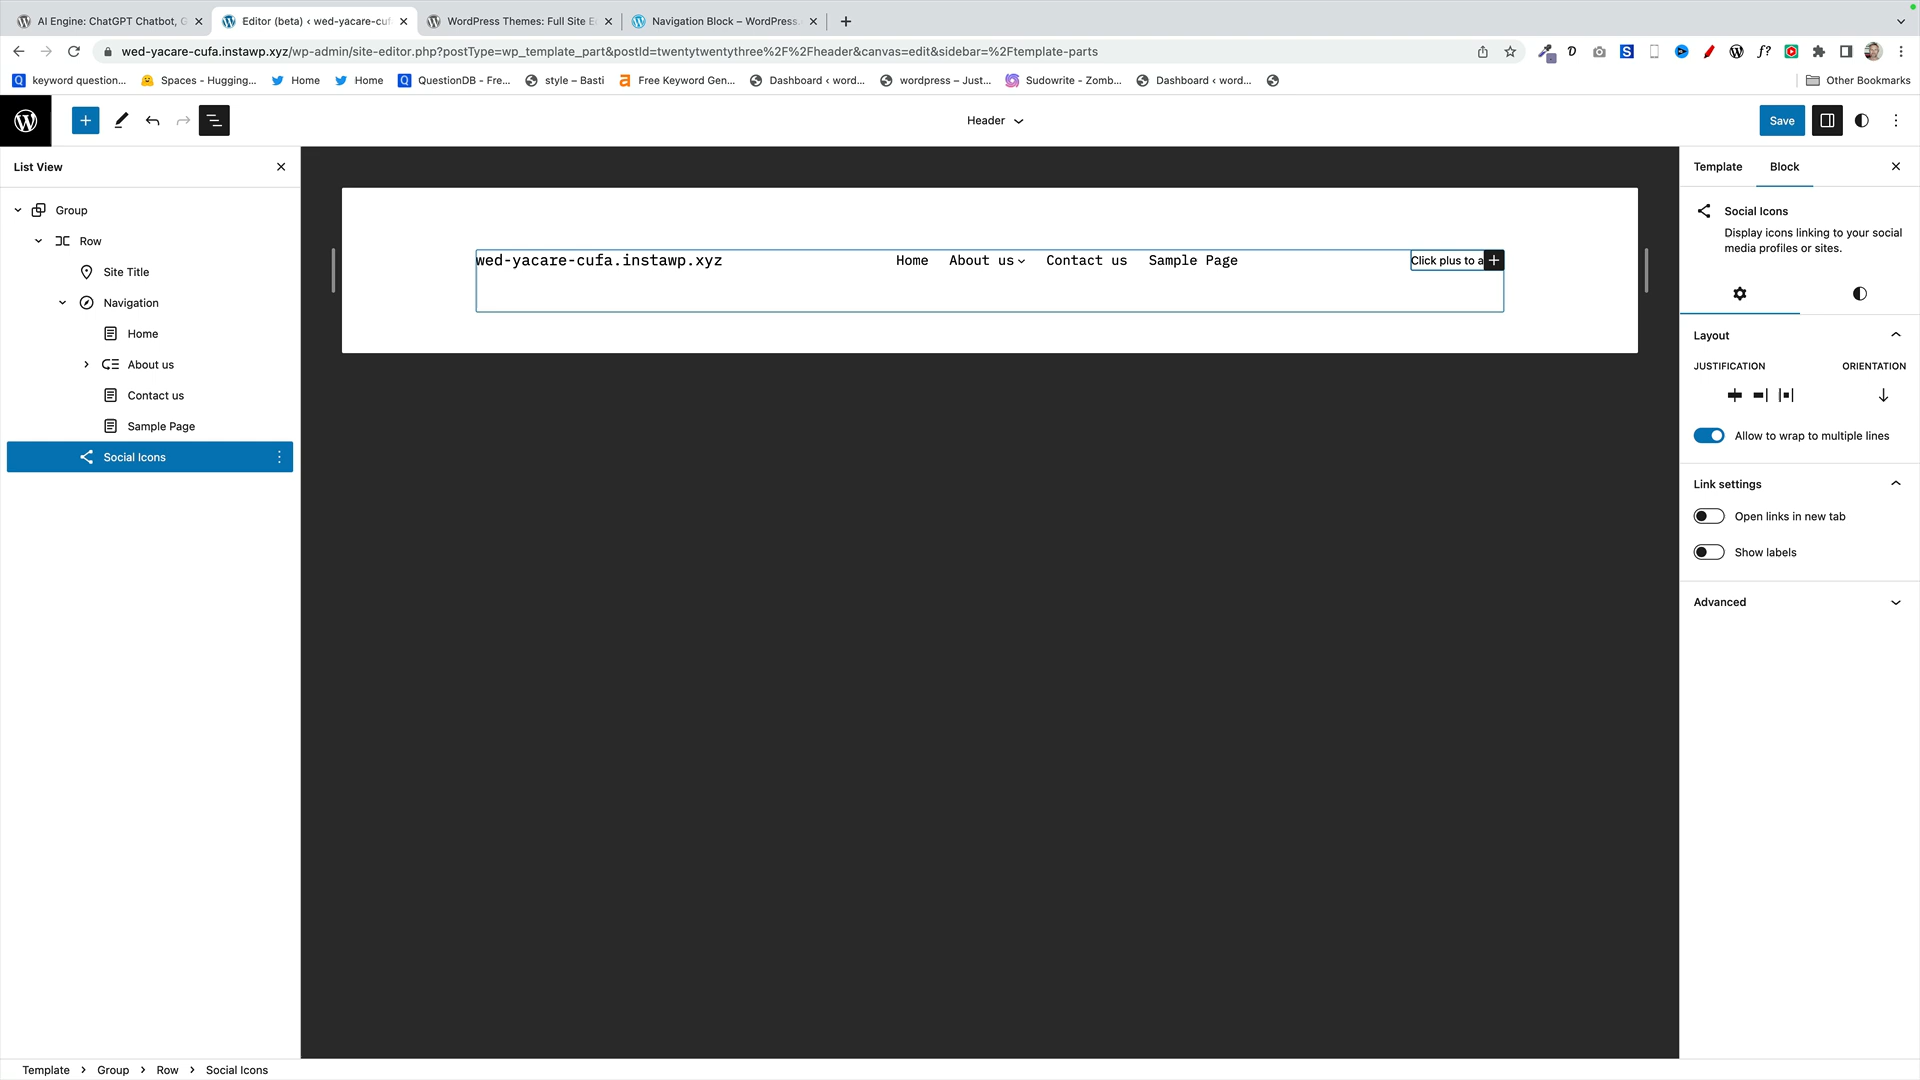 AI Engine: ChatGPT Chatbot, G
Editor (beta) ‹ wed-yacare-cuf
WordPress Themes: Full Site E
Navigation Block – WordPress.
wed-yacare-cufa.instawp.xyz/wp-admin/site-editor.php?postType=wp_template_part&postId=twentytwentythree%2F%2Fheader&canvas=edit&sidebar=%2Ftemplate-parts
keyword question...
Spaces - Hugging...
Home
Home
QuestionDB - Fre...
style – Basti
Free Keyword Gen...
Dashboard ‹ word...
wordpress – Just...
Sudowrite - Zomb...
Dashboard ‹ word...
Other Bookmarks
Header
Save
List View
Group
Row
Site Title
Navigation
Home
About us
Contact us
Sample Page
Social Icons
wed-yacare-cufa.instawp.xyz
Home
About us
Contact us
Sample Page
Click plus to a
Template
Block
Social Icons
Display icons linking to your social
media profiles or sites.
Layout
JUSTIFICATION
ORIENTATION
Allow to wrap to multiple lines
Link settings
Open links in new tab
Show labels
Advanced
Template
Group
Row
Social Icons